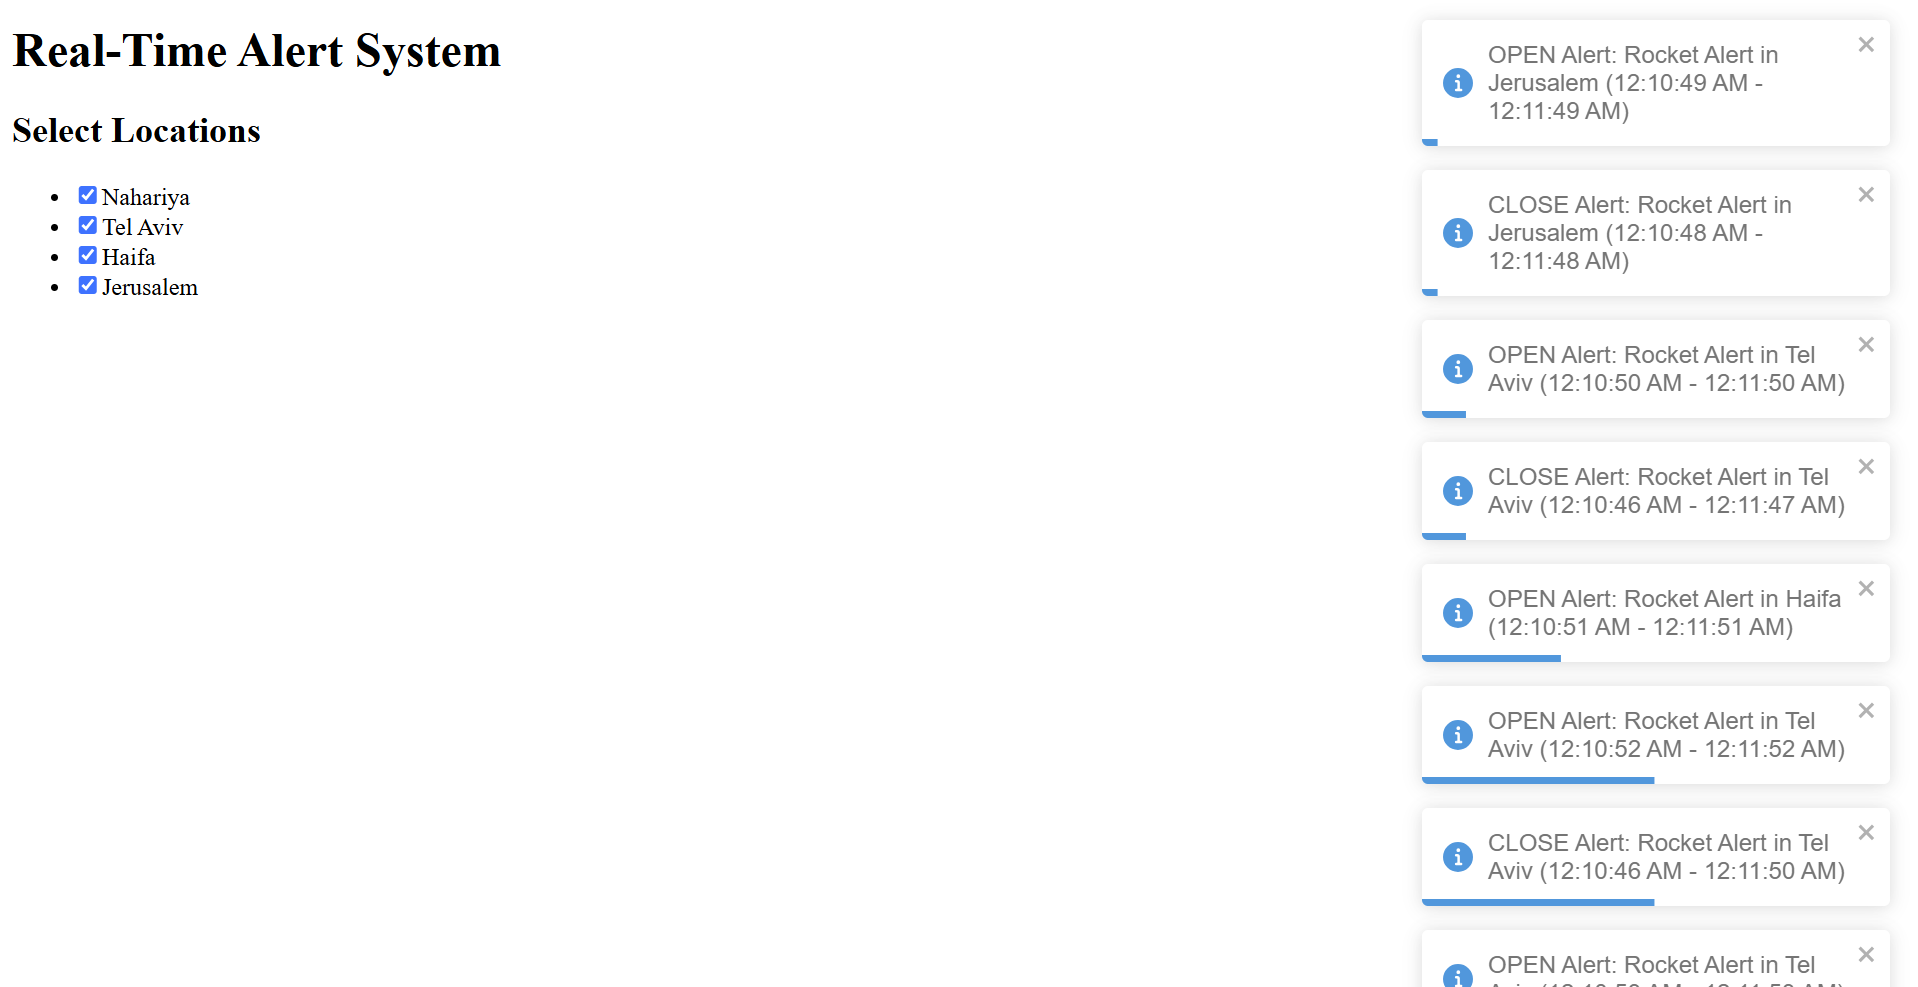 Real-Time Alert System
Select Locations
Nahariya
Tel Aviv
Haifa
Jerusalem
OPEN Alert: Rocket Alert in
Jerusalem (12:10:49 AM -
12:11:49 AM)
CLOSE Alert: Rocket Alert in
Jerusalem (12:10:48 AM -
12:11:48 AM)
OPEN Alert: Rocket Alert in Tel
Aviv (12:10:50 AM - 12:11:50 AM)
CLOSE Alert: Rocket Alert in Tel
Aviv (12:10:46 AM - 12:11:47 AM)
OPEN Alert: Rocket Alert in Haifa
(12:10:51 AM - 12:11:51 AM)
OPEN Alert: Rocket Alert in Tel
Aviv (12:10:52 AM - 12:11:52 AM)
CLOSE Alert: Rocket Alert in Tel
Aviv (12:10:46 AM - 12:11:50 AM)
OPEN Alert: Rocket Alert in Tel